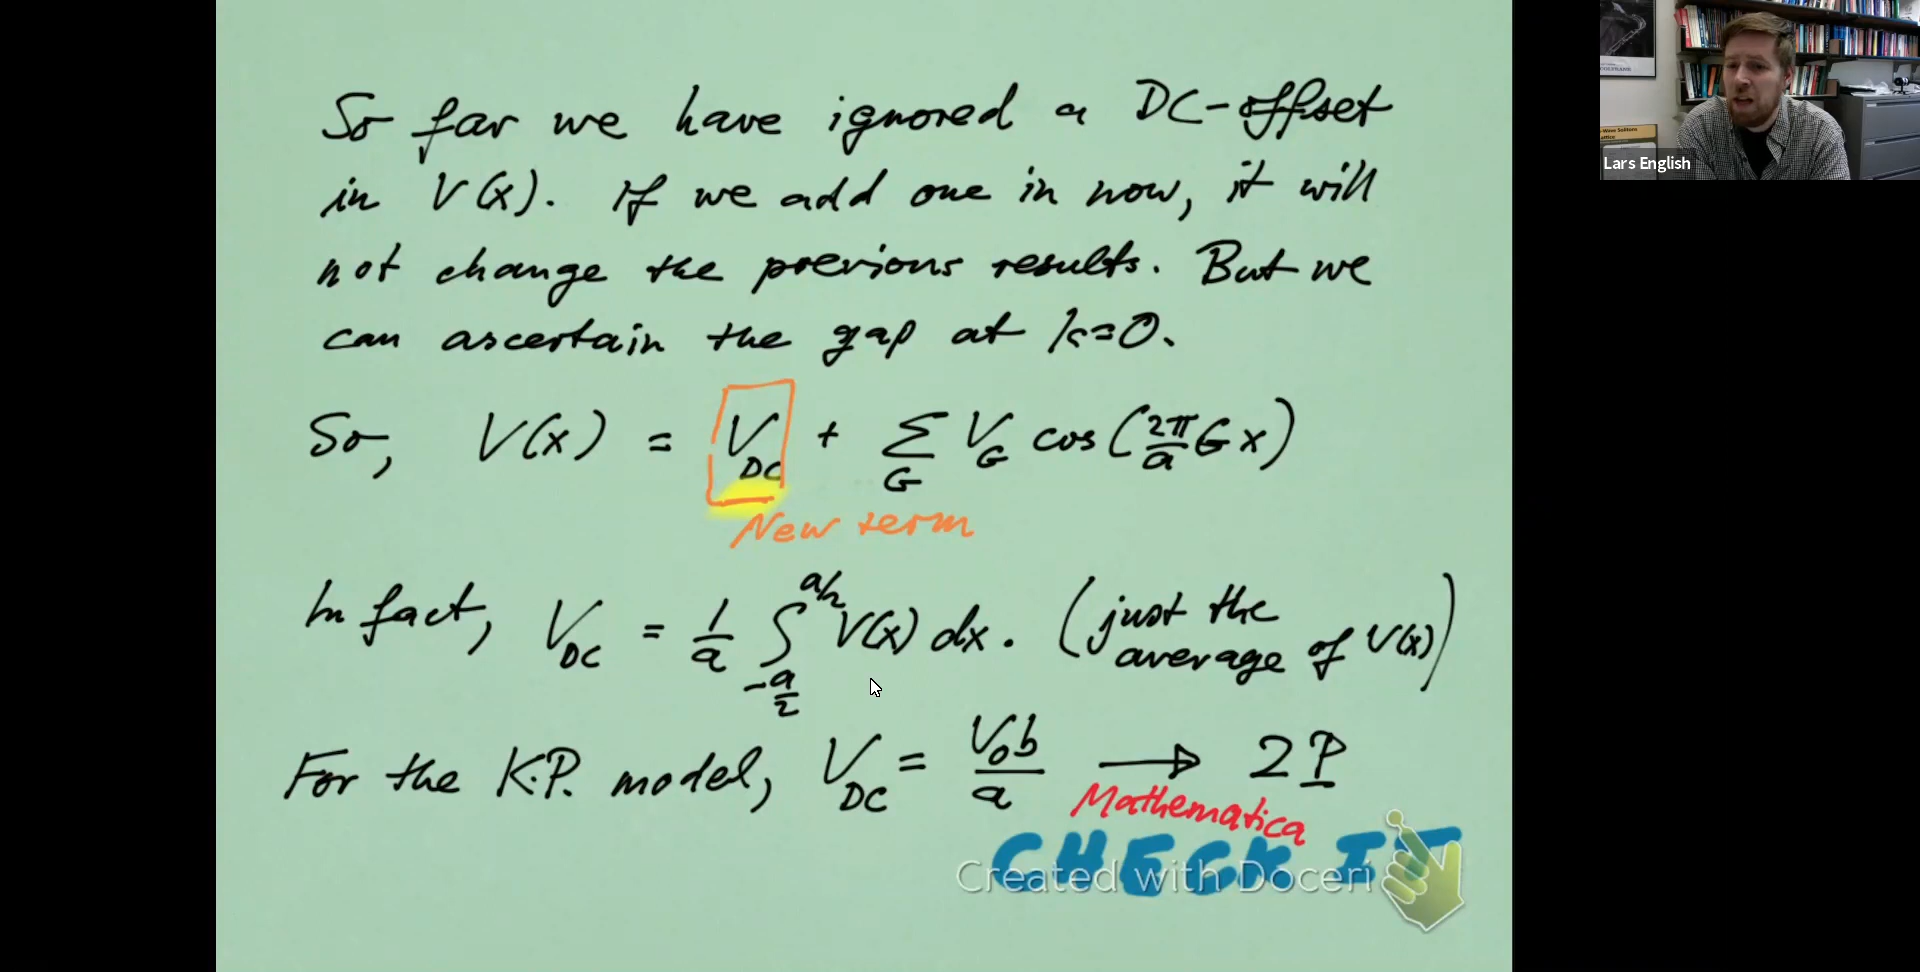 So far we have ignored a DC-offset
in V(x). If we add one in now, it will
not change the previous results. But we
can ascertain the gap at k=0.
So, V(x) = V_DC + Σ_G V_G cos(2π/a G x)
New term
In fact, V_DC = 1/a ∫_{-a/2}^{a/2} V(x) dx. (just the
average of V(x))
For the K.P. model, V_DC = V₀b/a → 2P
Mathematica
CHECK IT
Created with Doceri
Lars English